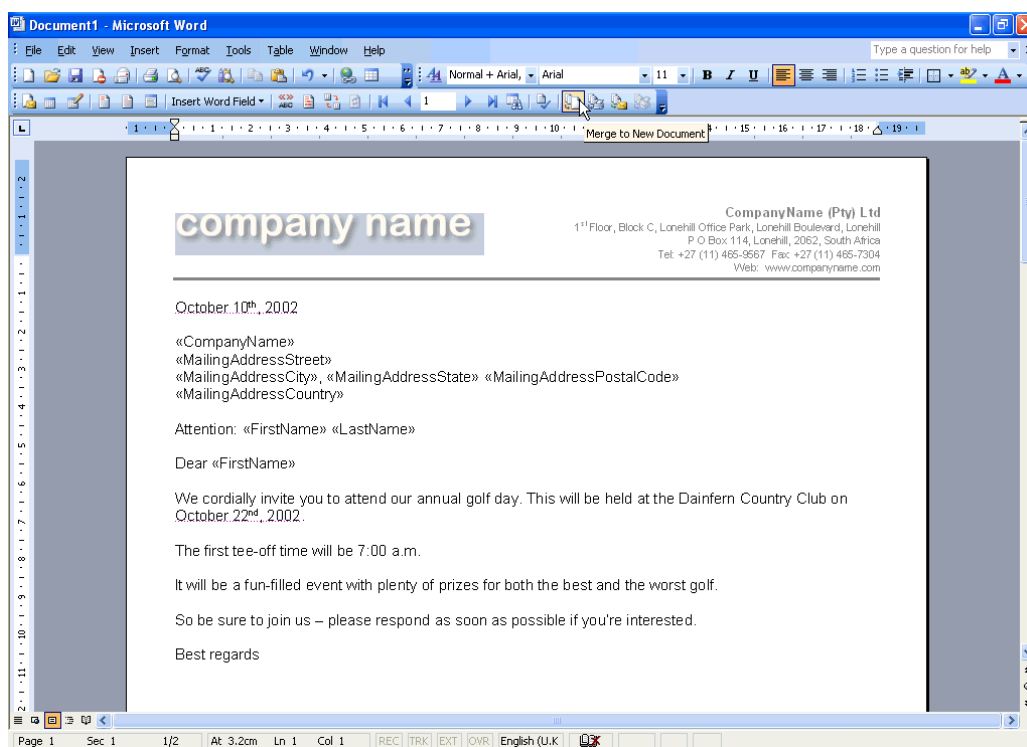 Document1 - Microsoft Word
File Edit View Insert Format Tools Table Window Help Type a question for help
Normal + Arial, Arial 11 B I U
Insert Word Field 1
Merge to New Document
company name
CompanyName (Pty) Ltd
1st Floor, Block C, Lonehill Office Park, Lonehill Boulevard, Lonehill
P O Box 114, Lonehill, 2062, South Africa
Tel: +27 (11) 465-9567 Fax: +27 (11) 465-7304
Web: www.companyname.com
October 10th, 2002
«CompanyName»
«MailingAddressStreet»
«MailingAddressCity», «MailingAddressState» «MailingAddressPostalCode»
«MailingAddressCountry»
Attention: «FirstName» «LastName»
Dear «FirstName»
We cordially invite you to attend our annual golf day. This will be held at the Dainfern Country Club on
October 22nd, 2002.
The first tee-off time will be 7:00 a.m.
It will be a fun-filled event with plenty of prizes for both the best and the worst golf.
So be sure to join us – please respond as soon as possible if you're interested.
Best regards
Page 1 Sec 1 1/2 At 3.2cm Ln 1 Col 1 REC TRK EXT OVR English (U.K